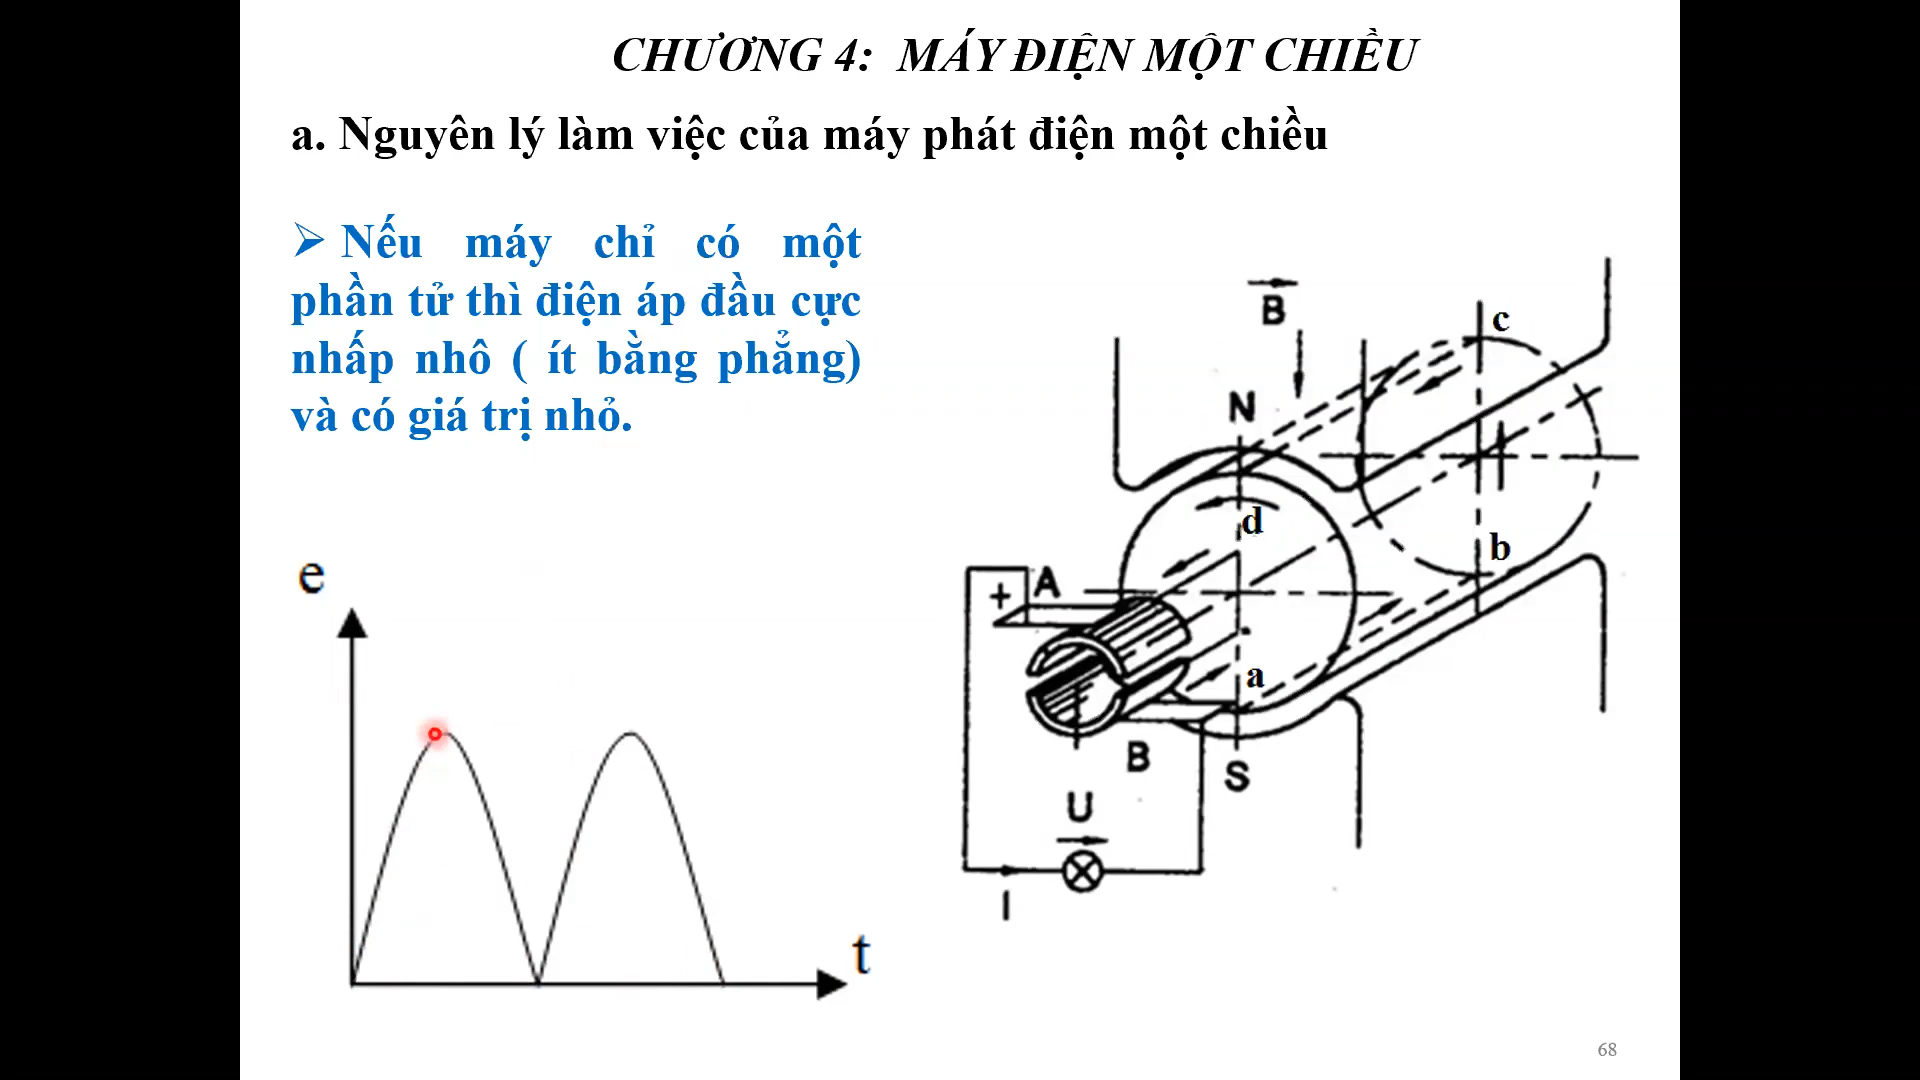 CHƯƠNG 4: MÁY ĐIỆN MỘT CHIỀU
a. Nguyên lý làm việc của máy phát điện một chiều
➢ Nếu máy chỉ có một
phần tử thì điện áp đầu cực
nhấp nhô ( ít bằng phẳng)
và có giá trị nhỏ.
B
c
N
d
b
e
A
+
a
B
S
U
I
t
68